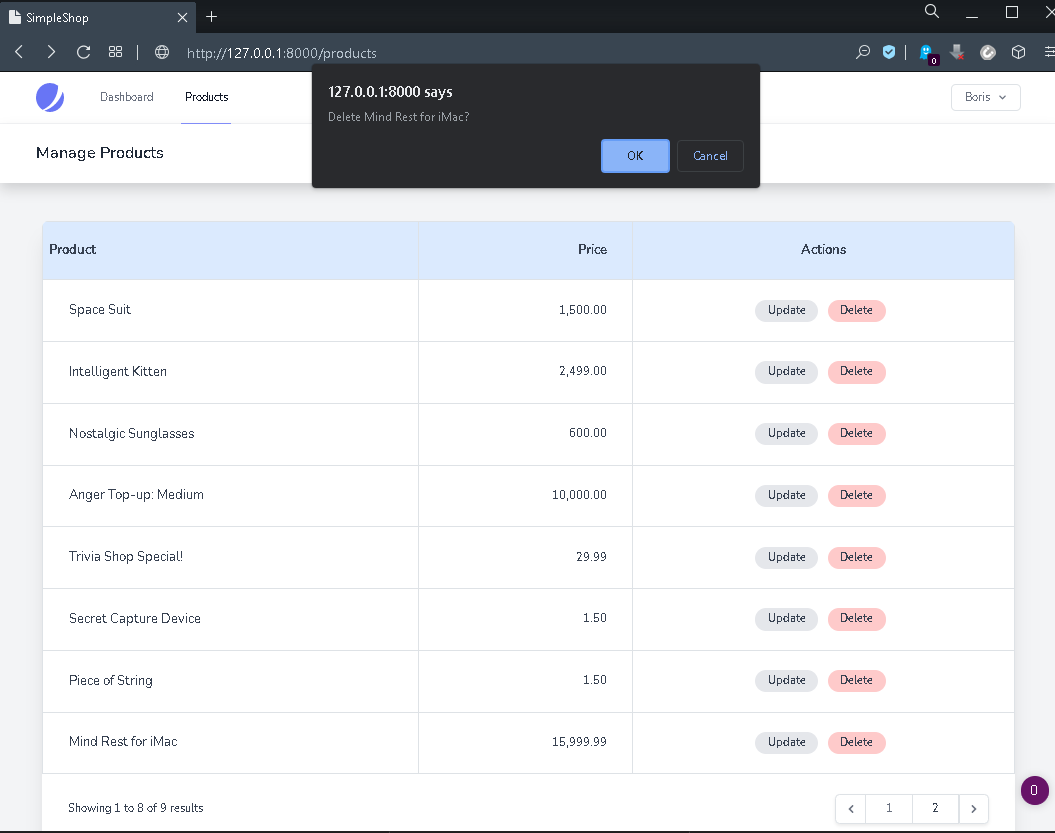 SimpleShop
http://127.0.0.1:8000/products
0
127.0.0.1:8000 says
Delete Mind Rest for iMac?
OK Cancel
Dashboard Products Boris
Manage Products
Product Price Actions
Space Suit 1,500.00 Update Delete
Intelligent Kitten 2,499.00 Update Delete
Nostalgic Sunglasses 600.00 Update Delete
Anger Top-up: Medium 10,000.00 Update Delete
Trivia Shop Special! 29.99 Update Delete
Secret Capture Device 1.50 Update Delete
Piece of String 1.50 Update Delete
Mind Rest for iMac 15,999.99 Update Delete
0
Showing 1 to 8 of 9 results 1 2